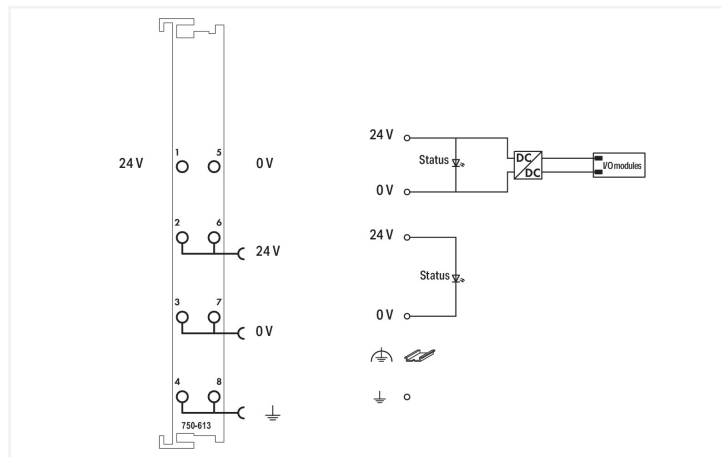 1 5
24 V 0 V
2 6
24 V
3 7
0 V
4 8
750-613
24 V
Status
DC
DC
I/O modules
0 V
24 V
Status
0 V